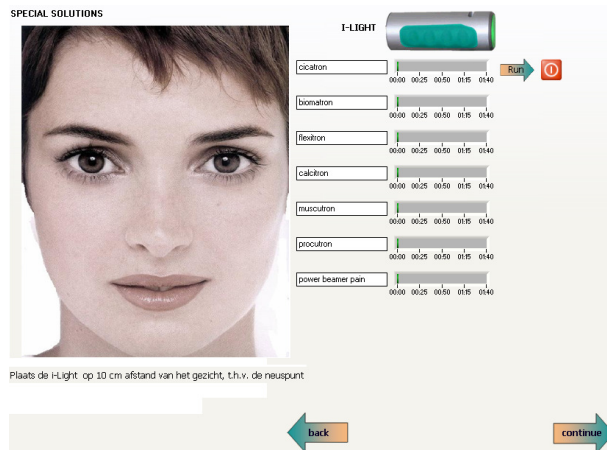 SPECIAL SOLUTIONS
I-LIGHT
cicatron
Run
00:00 00:25 00:50 01:15 01:40
biomatron
00:00 00:25 00:50 01:15 01:40
flexitron
00:00 00:25 00:50 01:15 01:40
calcitron
00:00 00:25 00:50 01:15 01:40
muscutron
00:00 00:25 00:50 01:15 01:40
procutron
00:00 00:25 00:50 01:15 01:40
power beamer pain
00:00 00:25 00:50 01:15 01:40
Plaats de i-Light op 10 cm afstand van het gezicht, t.h.v. de neuspunt
back
continue